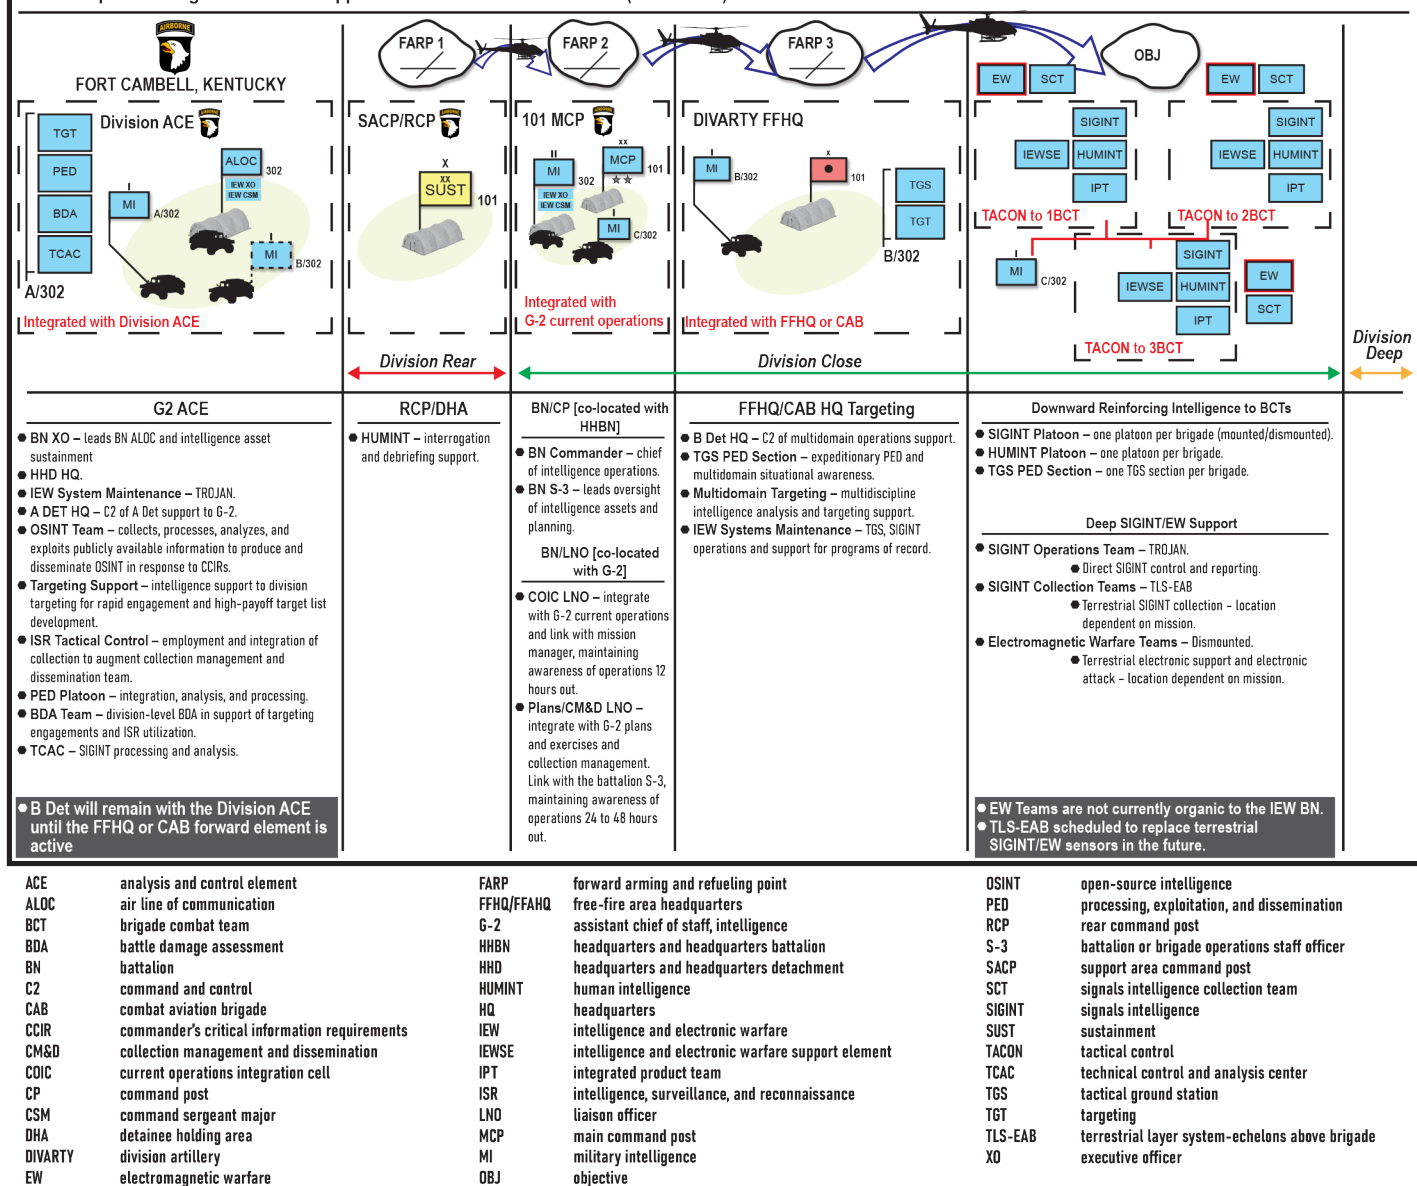 AIRBORNE
FORT CAMBELL, KENTUCKY
FARP 1
FARP 2
FARP 3
OBJ
EW
SCT
EW
SCT
Division ACE
TGT
PED
BDA
TCAC
A/302
ALOC
302
IEW XO
IEW CSM
I
MI
A/302
I
MI
B/302
Integrated with Division ACE
SACP/RCP
X
XX
SUST
101
101 MCP
II
MI
302
IEW XO
IEW CSM
XX
MCP
101
I
MI
C/302
Integrated with
G-2 current operations
DIVARTY FFHQ
I
MI
B/302
X
101
TGS
TGT
B/302
Integrated with FFHQ or CAB
SIGINT
IEWSE
HUMINT
IPT
TACON to 1BCT
SIGINT
IEWSE
HUMINT
IPT
TACON to 2BCT
I
MI
C/302
SIGINT
IEWSE
HUMINT
IPT
EW
SCT
TACON to 3BCT
Division Rear
Division Close
Division
Deep
G2 ACE
BN XO – leads BN ALOC and intelligence asset
sustainment
HHD HQ.
IEW System Maintenance – TROJAN.
A DET HQ – C2 of A Det support to G-2.
OSINT Team – collects, processes, analyzes, and
exploits publicly available information to produce and
disseminate OSINT in response to CCIRs.
Targeting Support – intelligence support to division
targeting for rapid engagement and high-payoff target list
development.
ISR Tactical Control – employment and integration of
collection to augment collection management and
dissemination team.
PED Platoon – integration, analysis, and processing.
BDA Team – division-level BDA in support of targeting
engagements and ISR utilization.
TCAC – SIGINT processing and analysis.
B Det will remain with the Division ACE
until the FFHQ or CAB forward element is
active
RCP/DHA
HUMINT – interrogation
and debriefing support.
BN/CP [co-located with
HHBN]
BN Commander – chief
of intelligence operations.
BN S-3 – leads oversight
of intelligence assets and
planning.
BN/LNO [co-located
with G-2]
COIC LNO – integrate
with G-2 current operations
and link with mission
manager, maintaining
awareness of operations 12
hours out.
Plans/CM&D LNO –
integrate with G-2 plans
and exercises and
collection management.
Link with the battalion S-3,
maintaining awareness of
operations 24 to 48 hours
out.
FFHQ/CAB HQ Targeting
B Det HQ – C2 of multidomain operations support.
TGS PED Section – expeditionary PED and
multidomain situational awareness.
Multidomain Targeting – multidiscipline
intelligence analysis and targeting support.
IEW Systems Maintenance – TGS, SIGINT
operations and support for programs of record.
Downward Reinforcing Intelligence to BCTs
SIGINT Platoon – one platoon per brigade (mounted/dismounted).
HUMINT Platoon – one platoon per brigade.
TGS PED Section – one TGS section per brigade.
Deep SIGINT/EW Support
SIGINT Operations Team – TROJAN.
Direct SIGINT control and reporting.
SIGINT Collection Teams – TLS-EAB
Terrestrial SIGINT collection – location
dependent on mission.
Electromagnetic Warfare Teams – Dismounted.
Terrestrial electronic support and electronic
attack – location dependent on mission.
EW Teams are not currently organic to the IEW BN.
TLS-EAB scheduled to replace terrestrial
SIGINT/EW sensors in the future.
ACE analysis and control element
ALOC air line of communication
BCT brigade combat team
BDA battle damage assessment
BN battalion
C2 command and control
CAB combat aviation brigade
CCIR commander's critical information requirements
CM&D collection management and dissemination
COIC current operations integration cell
CP command post
CSM command sergeant major
DHA detainee holding area
DIVARTY division artillery
EW electromagnetic warfare
FARP forward arming and refueling point
FFHQ/FFAHQ free-fire area headquarters
G-2 assistant chief of staff, intelligence
HHBN headquarters and headquarters battalion
HHD headquarters and headquarters detachment
HUMINT human intelligence
HQ headquarters
IEW intelligence and electronic warfare
IEWSE intelligence and electronic warfare support element
IPT integrated product team
ISR intelligence, surveillance, and reconnaissance
LNO liaison officer
MCP main command post
MI military intelligence
OBJ objective
OSINT open-source intelligence
PED processing, exploitation, and dissemination
RCP rear command post
S-3 battalion or brigade operations staff officer
SACP support area command post
SCT signals intelligence collection team
SIGINT signals intelligence
SUST sustainment
TACON tactical control
TCAC technical control and analysis center
TGS tactical ground station
TGT targeting
TLS-EAB terrestrial layer system-echelons above brigade
XO executive officer